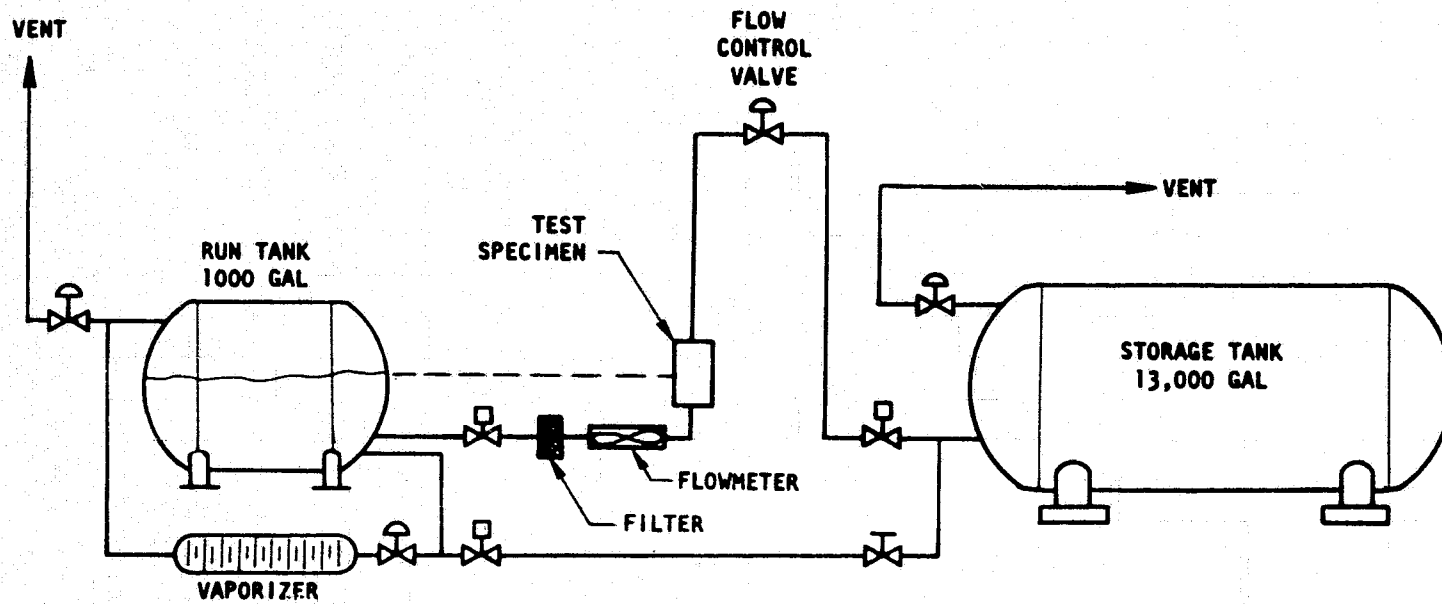 VENT
FLOW
CONTROL
VALVE
VENT
TEST
SPECIMEN
RUN TANK
1000 GAL
STORAGE TANK
13,000 GAL
FLOWMETER
FILTER
VAPORIZER